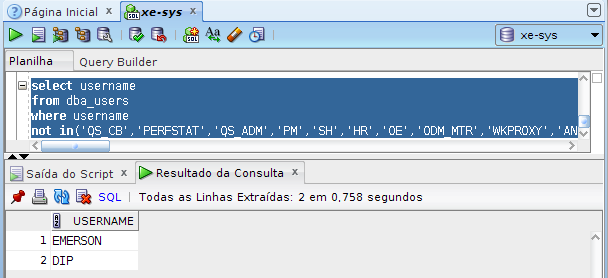 Página Inicial x xe-sys x
SQL
Aa
xe-sys
Planilha Query Builder
select username
from dba_users
where username
not in('QS_CB','PERFSTAT','QS_ADM','PM','SH','HR','OE','ODM_MTR','WKPROXY','AN
Saída do Script x Resultado da Consulta x
SQL | Todas as Linhas Extraídas: 2 em 0,758 segundos
USERNAME
1 EMERSON
2 DIP